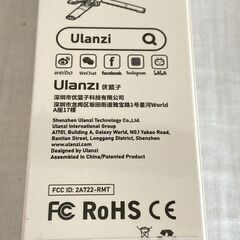 Ulanzi
weibo WeChat facebook Instagram
Ulanzi 优篮子
深圳市优篮子科技有限公司
深圳市龙岗区坂田街道雅宝路1号星河World
A座17楼
Shenzhen Ulanzi Technology Co., Ltd.
Ulanzi International Group
A1701, Building A, Galaxy World, NO.1 Yabao Road,
Bantian, Longgang District, Shenzhen
www.ulanzi.com
Designed by Ulanzi
Assembled in China/Patented Product
FCC ID: 2A722-RMT
FC RoHS CE